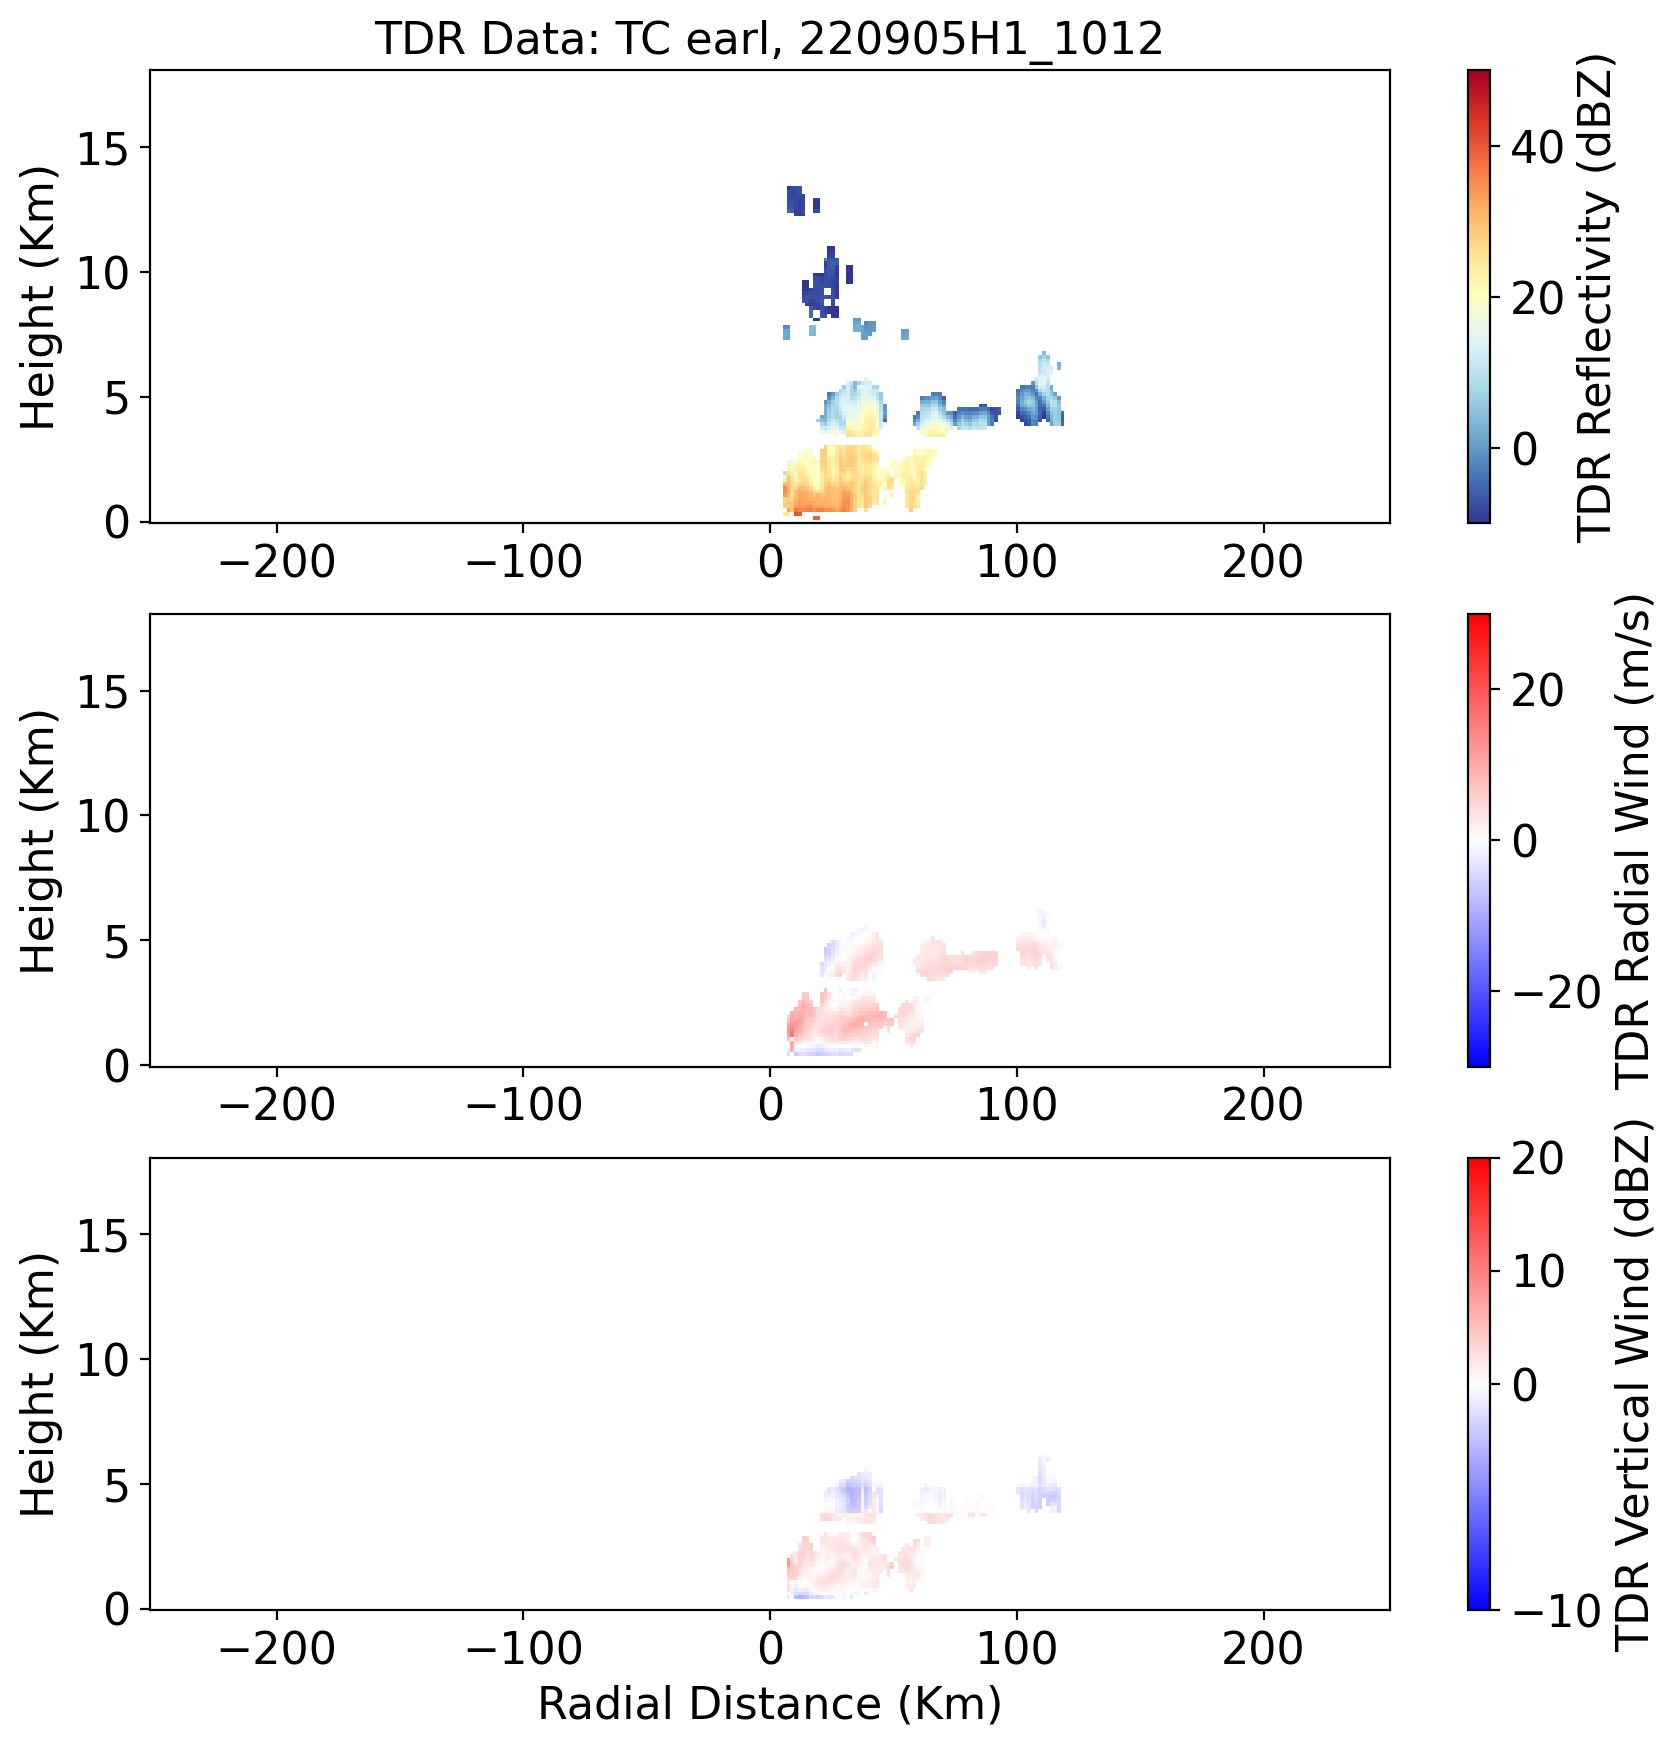 TDR Data: TC earl, 220905H1_1012
Height (Km)
15
10
5
0
−200 −100 0 100 200
40
20
0
TDR Reflectivity (dBZ)
Height (Km)
15
10
5
0
−200 −100 0 100 200
20
0
−20
TDR Radial Wind (m/s)
Height (Km)
15
10
5
0
−200 −100 0 100 200
Radial Distance (Km)
20
10
0
−10
TDR Vertical Wind (dBZ)